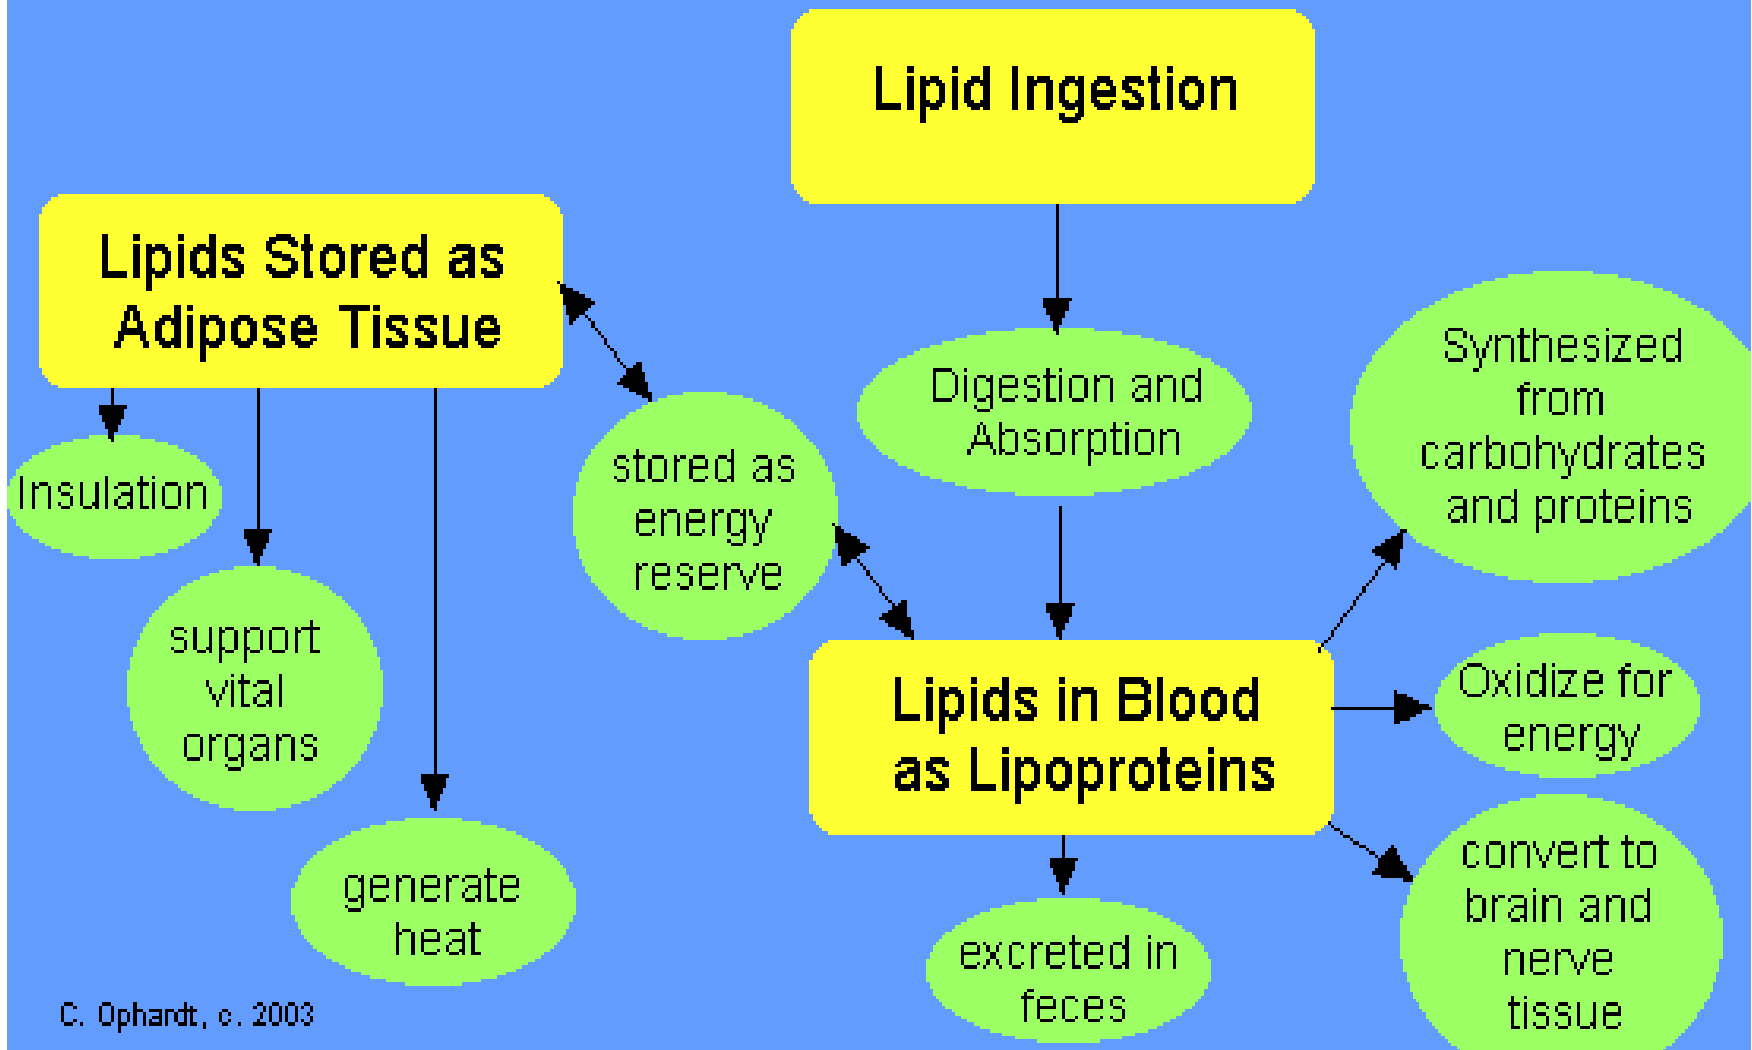 Lipid Ingestion
Lipids Stored as
Adipose Tissue
Digestion and
Absorption
Synthesized
from
carbohydrates
and proteins
Insulation
stored as
energy
reserve
support
vital
organs
Lipids in Blood
as Lipoproteins
Oxidize for
energy
generate
heat
convert to
brain and
nerve
tissue
excreted in
feces
C. Ophardt, c. 2003